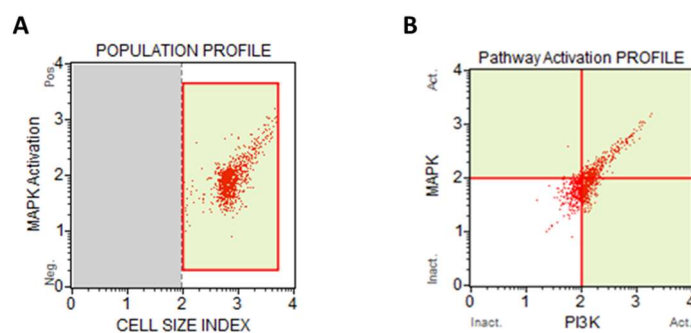 A
POPULATION PROFILE
MAPK Activation
Pos
Neg.
4
3
2
1
0
0 1 2 3 4
CELL SIZE INDEX
B
Pathway Activation PROFILE
MAPK
Act.
Inact.
4
3
2
1
0
0 1 2 3 4
Inact. PI3K Act.